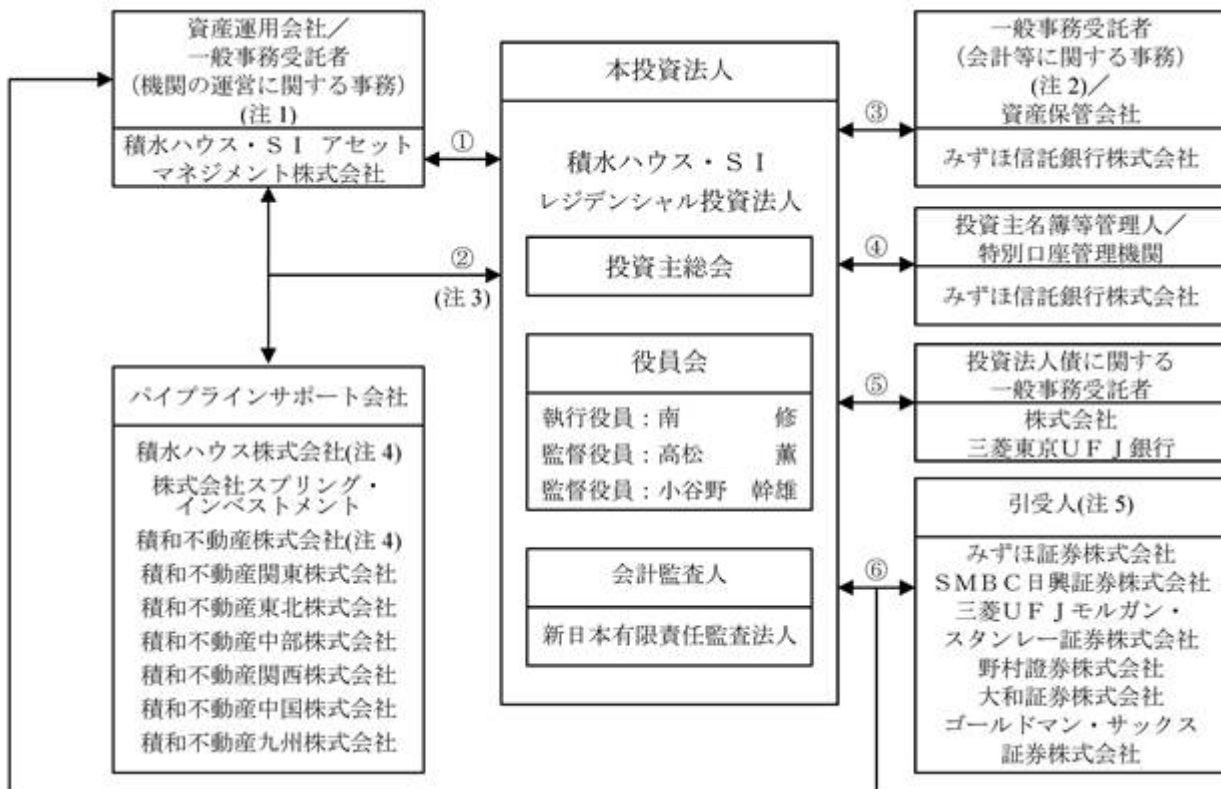 資産運用会社／
一般事務受託者
（機関の運営に関する事務）
(注 1)
積水ハウス・ＳＩ アセット
マネジメント株式会社
①
②
(注 3)
パイプラインサポート会社
積水ハウス株式会社(注 4)
株式会社スプリング・
インベストメント
積和不動産株式会社(注 4)
積和不動産関東株式会社
積和不動産東北株式会社
積和不動産中部株式会社
積和不動産関西株式会社
積和不動産中国株式会社
積和不動産九州株式会社
本投資法人
積水ハウス・ＳＩ
レジデンシャル投資法人
投資主総会
役員会
執行役員：南　　　修
監督役員：高松　　薫
監督役員：小谷野　幹雄
会計監査人
新日本有限責任監査法人
③
一般事務受託者
（会計等に関する事務）
(注 2)／
資産保管会社
みずほ信託銀行株式会社
④
投資主名簿等管理人／
特別口座管理機関
みずほ信託銀行株式会社
⑤
投資法人債に関する
一般事務受託者
株式会社
三菱東京ＵＦＪ銀行
⑥
引受人(注 5)
みずほ証券株式会社
ＳＭＢＣ日興証券株式会社
三菱ＵＦＪモルガン・
スタンレー証券株式会社
野村證券株式会社
大和証券株式会社
ゴールドマン・サックス
証券株式会社